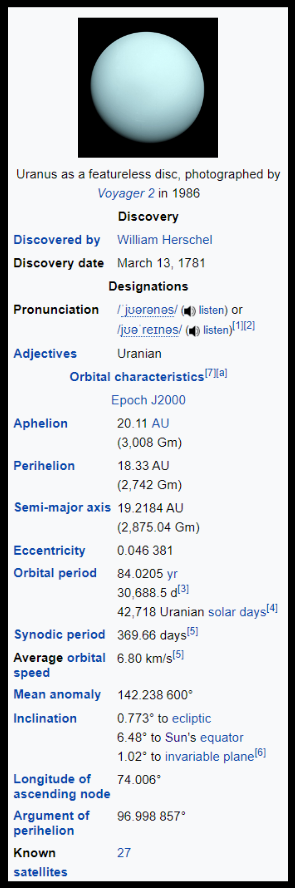 Uranus as a featureless disc, photographed by
Voyager 2 in 1986
Discovery
Discovered by William Herschel
Discovery date March 13, 1781
Designations
Pronunciation /ˈjʊərənəs/ (listen) or
/jʊəˈreɪnəs/ (listen)[1][2]
Adjectives Uranian
Orbital characteristics[7][a]
Epoch J2000
Aphelion 20.11 AU
(3,008 Gm)
Perihelion 18.33 AU
(2,742 Gm)
Semi-major axis 19.2184 AU
(2,875.04 Gm)
Eccentricity 0.046 381
Orbital period 84.0205 yr
30,688.5 d[3]
42,718 Uranian solar days[4]
Synodic period 369.66 days[5]
Average orbital speed 6.80 km/s[5]
Mean anomaly 142.238 600°
Inclination 0.773° to ecliptic
6.48° to Sun's equator
1.02° to invariable plane[6]
Longitude of ascending node 74.006°
Argument of perihelion 96.998 857°
Known satellites 27